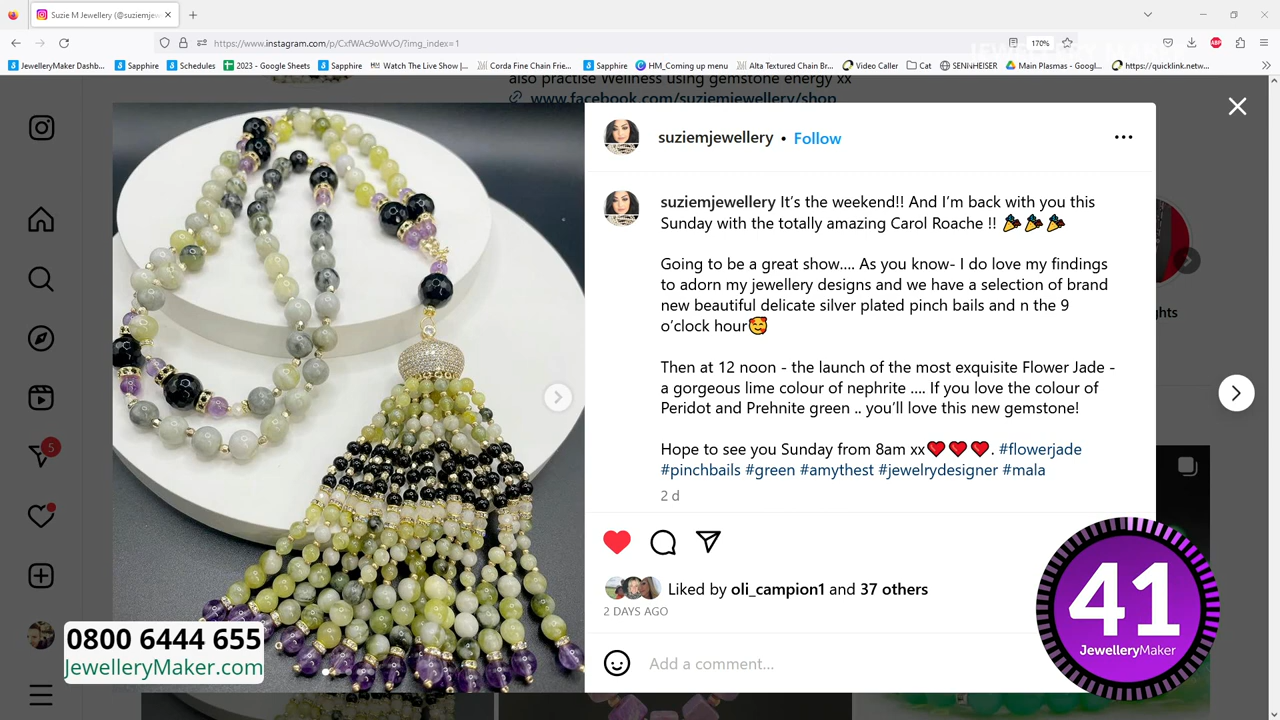 Suzie M Jewellery (@suziemjew
https://www.instagram.com/p/CxfWAc9oWvO/?img_index=1
170%
JewelleryMaker Dashb...
Sapphire
Schedules
2023 - Google Sheets
Sapphire
Watch The Live Show |...
Corda Fine Chain Frie...
Sapphire
HM_Coming up menu
Alta Textured Chain Br...
Video Caller
Cat
SENNHEISER
Main Plasmas - Googl...
https://quicklink.netw...
also practise Wellness using gemstone energy xx
www.facebook.com/suziemjewellery/shop
suziemjewellery • Follow
suziemjewellery It's the weekend!! And I'm back with you this
Sunday with the totally amazing Carol Roache !! 🎉🎉🎉
Going to be a great show.... As you know- I do love my findings
to adorn my jewellery designs and we have a selection of brand
new beautiful delicate silver plated pinch bails and n the 9
o'clock hour🥰
Then at 12 noon - the launch of the most exquisite Flower Jade -
a gorgeous lime colour of nephrite .... If you love the colour of
Peridot and Prehnite green .. you'll love this new gemstone!
Hope to see you Sunday from 8am xx❤️❤️❤️. #flowerjade
#pinchbails #green #amythest #jewelrydesigner #mala
2 d
Liked by oli_campion1 and 37 others
2 DAYS AGO
Add a comment...
5
ghts
0800 6444 655
JewelleryMaker.com
41
JewelleryMaker